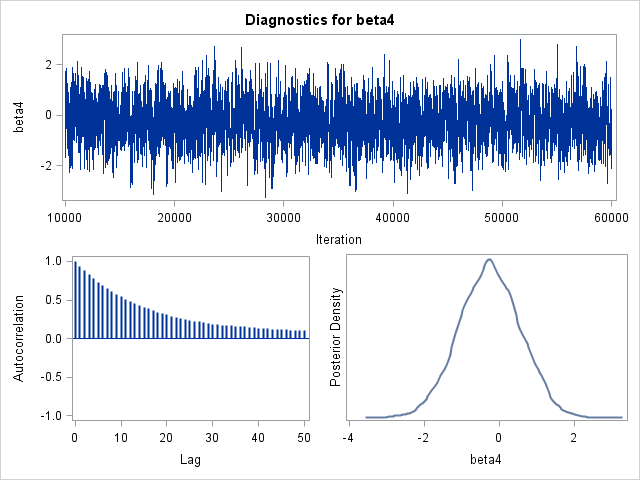 Diagnostics for beta4
beta4
2
0
-2
10000 20000 30000 40000 50000 60000
Iteration
Autocorrelation
1.0
0.5
0.0
-0.5
-1.0
0 10 20 30 40 50
Lag
Posterior Density
-4 -2 0 2
beta4